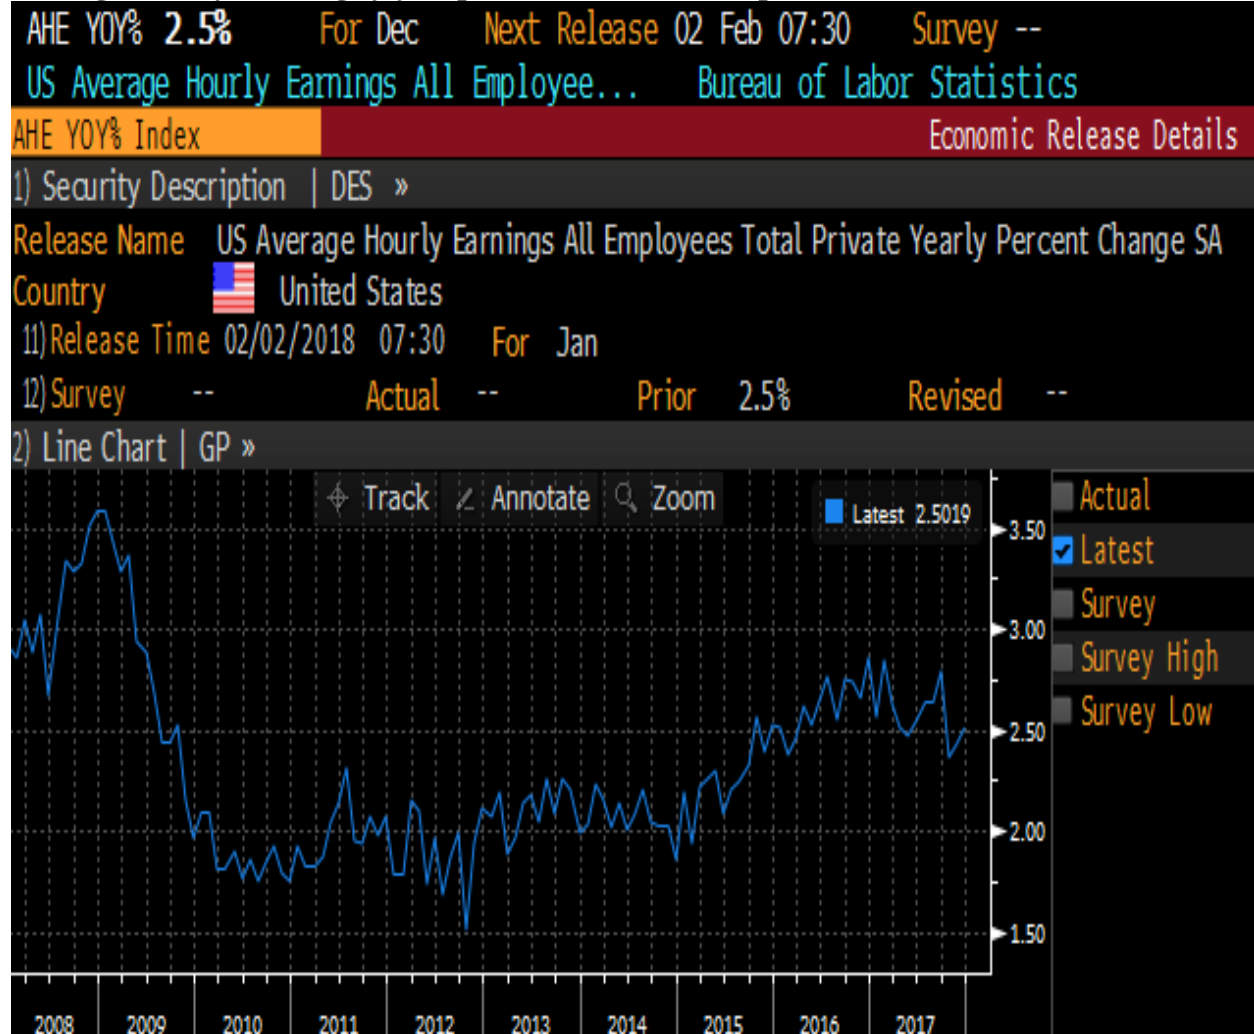 AHE YOY% 2.5% For Dec Next Release 02 Feb 07:30 Survey --
US Average Hourly Earnings All Employee... Bureau of Labor Statistics
AHE YOY% Index Economic Release Details
1) Security Description | DES »
Release Name US Average Hourly Earnings All Employees Total Private Yearly Percent Change SA
Country United States
11) Release Time 02/02/2018 07:30 For Jan
12) Survey -- Actual -- Prior 2.5% Revised --
2) Line Chart | GP »
Track Annotate Zoom
Latest 2.5019
Actual
3.50
Latest
Survey
3.00
Survey High
Survey Low
2.50
2.00
1.50
2008 2009 2010 2011 2012 2013 2014 2015 2016 2017